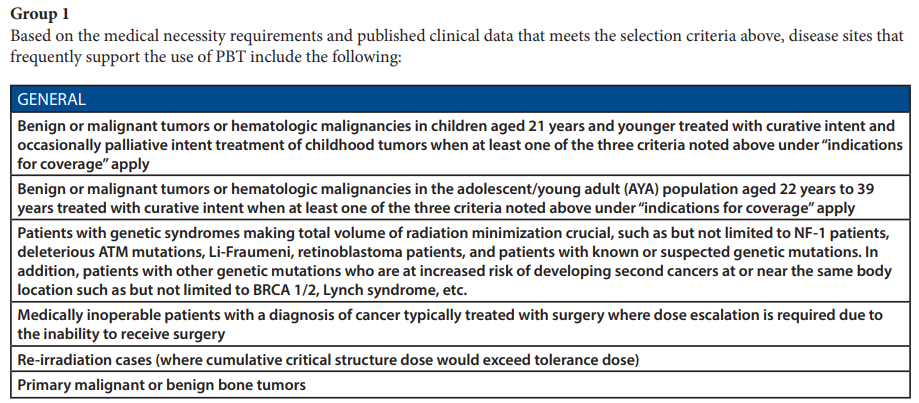 Group 1
Based on the medical necessity requirements and published clinical data that meets the selection criteria above, disease sites that
frequently support the use of PBT include the following:
GENERAL
Benign or malignant tumors or hematologic malignancies in children aged 21 years and younger treated with curative intent and
occasionally palliative intent treatment of childhood tumors when at least one of the three criteria noted above under “indications
for coverage” apply
Benign or malignant tumors or hematologic malignancies in the adolescent/young adult (AYA) population aged 22 years to 39
years treated with curative intent when at least one of the three criteria noted above under “indications for coverage” apply
Patients with genetic syndromes making total volume of radiation minimization crucial, such as but not limited to NF-1 patients,
deleterious ATM mutations, Li-Fraumeni, retinoblastoma patients, and patients with known or suspected genetic mutations. In
addition, patients with other genetic mutations who are at increased risk of developing second cancers at or near the same body
location such as but not limited to BRCA 1/2, Lynch syndrome, etc.
Medically inoperable patients with a diagnosis of cancer typically treated with surgery where dose escalation is required due to
the inability to receive surgery
Re-irradiation cases (where cumulative critical structure dose would exceed tolerance dose)
Primary malignant or benign bone tumors